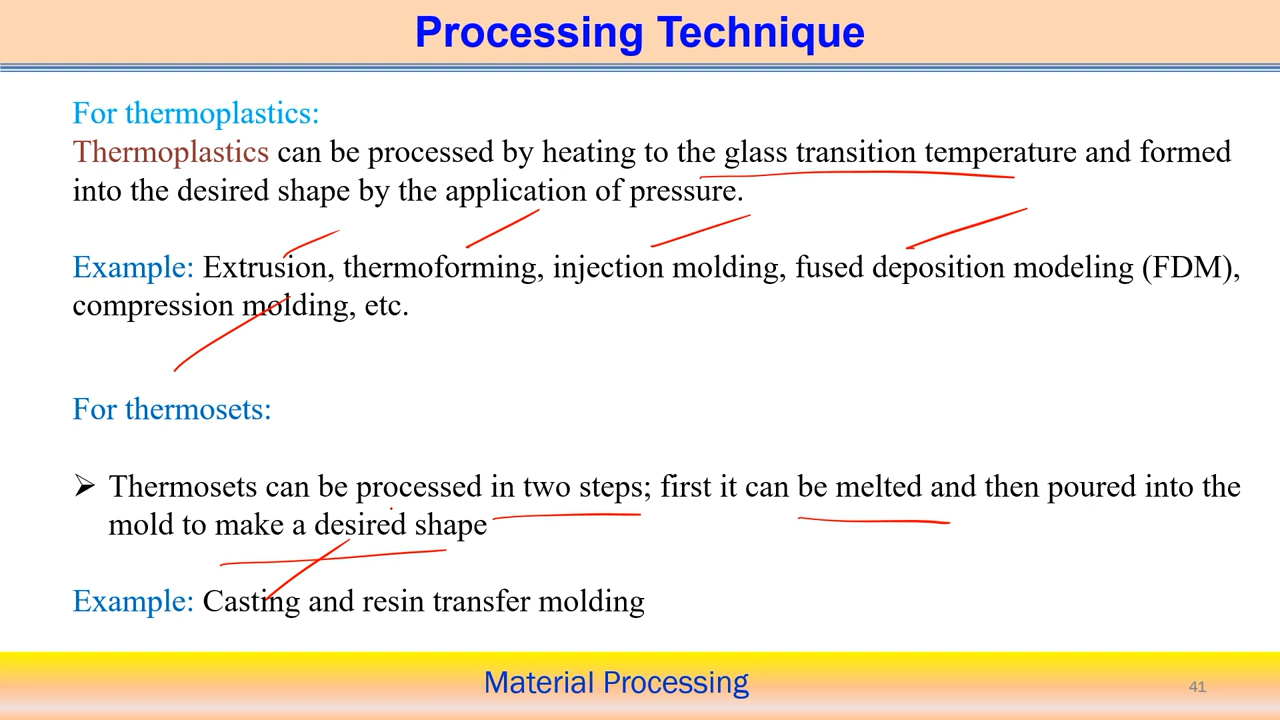 Processing Technique
For thermoplastics:
Thermoplastics can be processed by heating to the glass transition temperature and formed
into the desired shape by the application of pressure.
Example: Extrusion, thermoforming, injection molding, fused deposition modeling (FDM),
compression molding, etc.
For thermosets:
➢ Thermosets can be processed in two steps; first it can be melted and then poured into the
mold to make a desired shape
Example: Casting and resin transfer molding
Material Processing
41